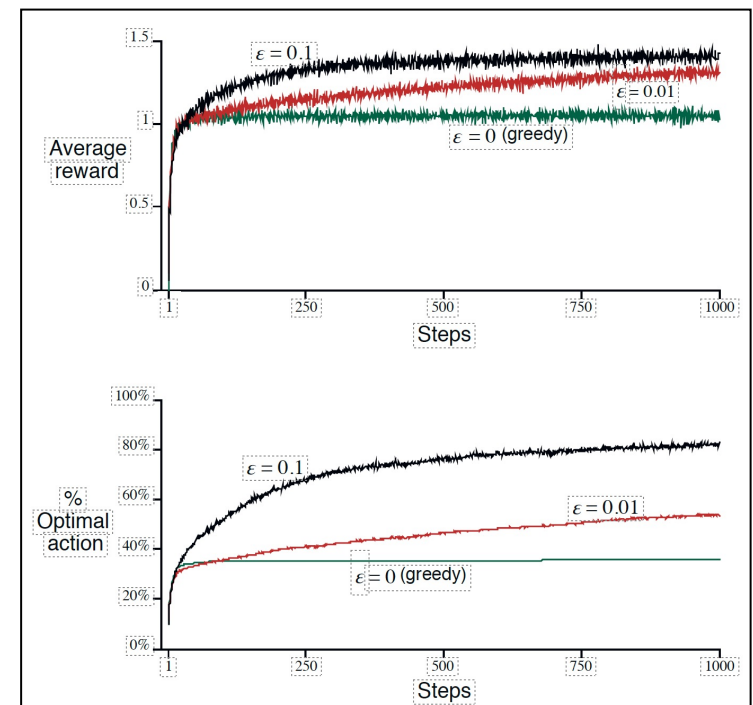 1.5
ε = 0.1
ε = 0.01
1
ε = 0 (greedy)
Average
reward
0.5
0
1
250
500
750
1000
Steps
100%
80%
ε = 0.1
60%
%
Optimal
action
ε = 0.01
40%
ε = 0 (greedy)
20%
0%
1
250
500
750
1000
Steps